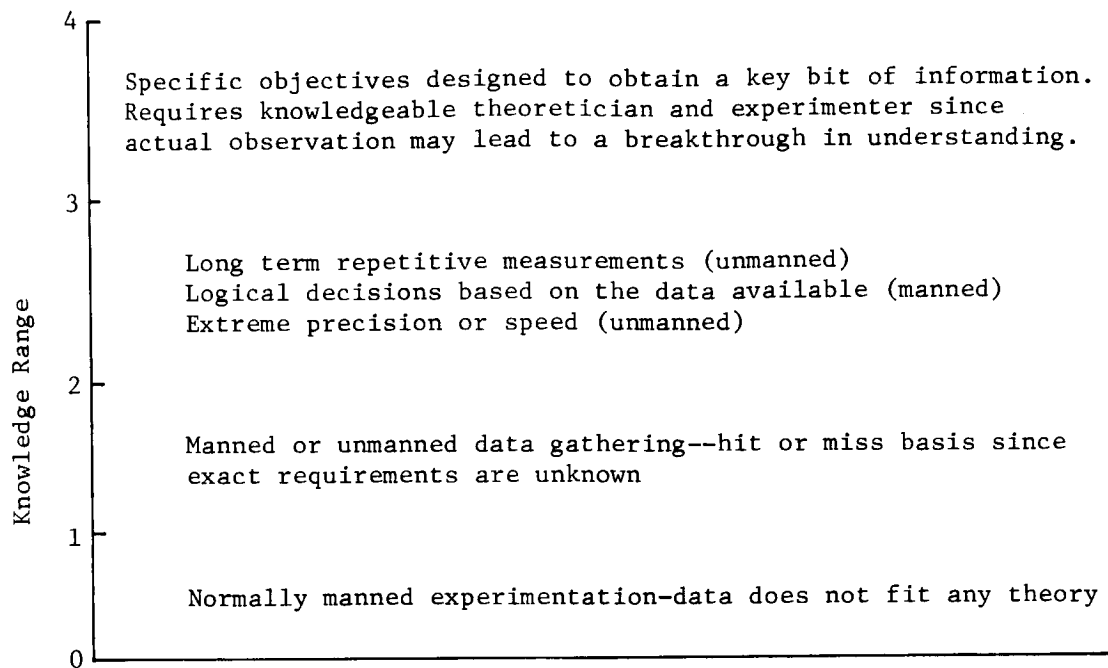 4
Specific objectives designed to obtain a key bit of information.
Requires knowledgeable theoretician and experimenter since
actual observation may lead to a breakthrough in understanding.
3
Long term repetitive measurements (unmanned)
Logical decisions based on the data available (manned)
Extreme precision or speed (unmanned)
Knowledge Range
2
Manned or unmanned data gathering--hit or miss basis since
exact requirements are unknown
1
Normally manned experimentation-data does not fit any theory
0